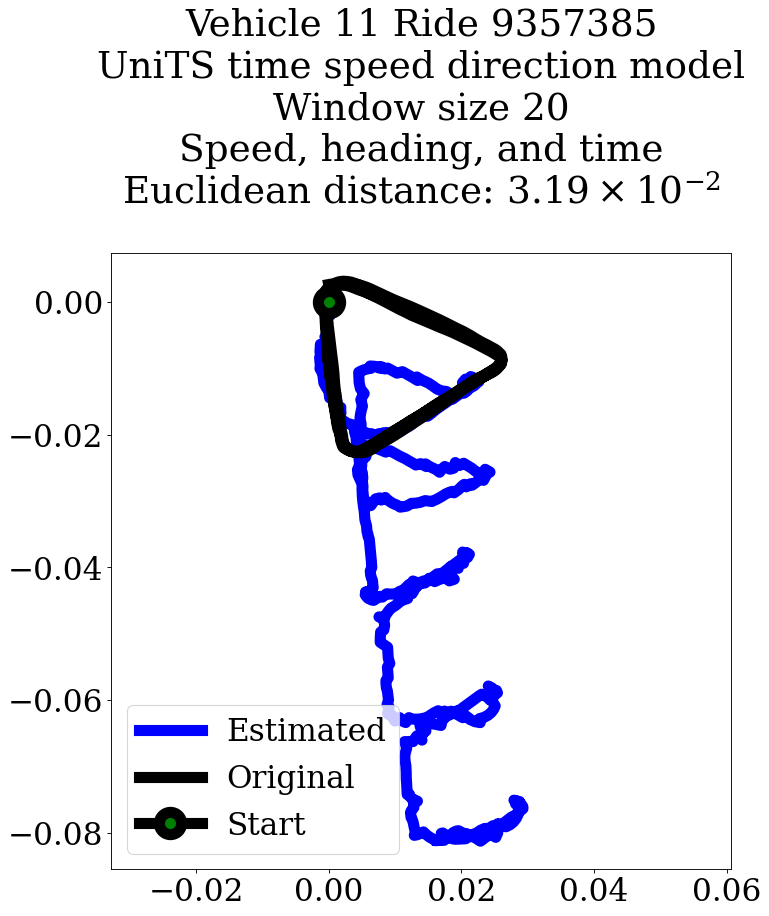 Vehicle 11 Ride 9357385
UniTS time speed direction model
Window size 20
Speed, heading, and time
Euclidean distance: 3.19 × 10⁻²
0.00
−0.02
−0.04
−0.06
−0.08
Estimated
Original
Start
−0.02 0.00 0.02 0.04 0.06